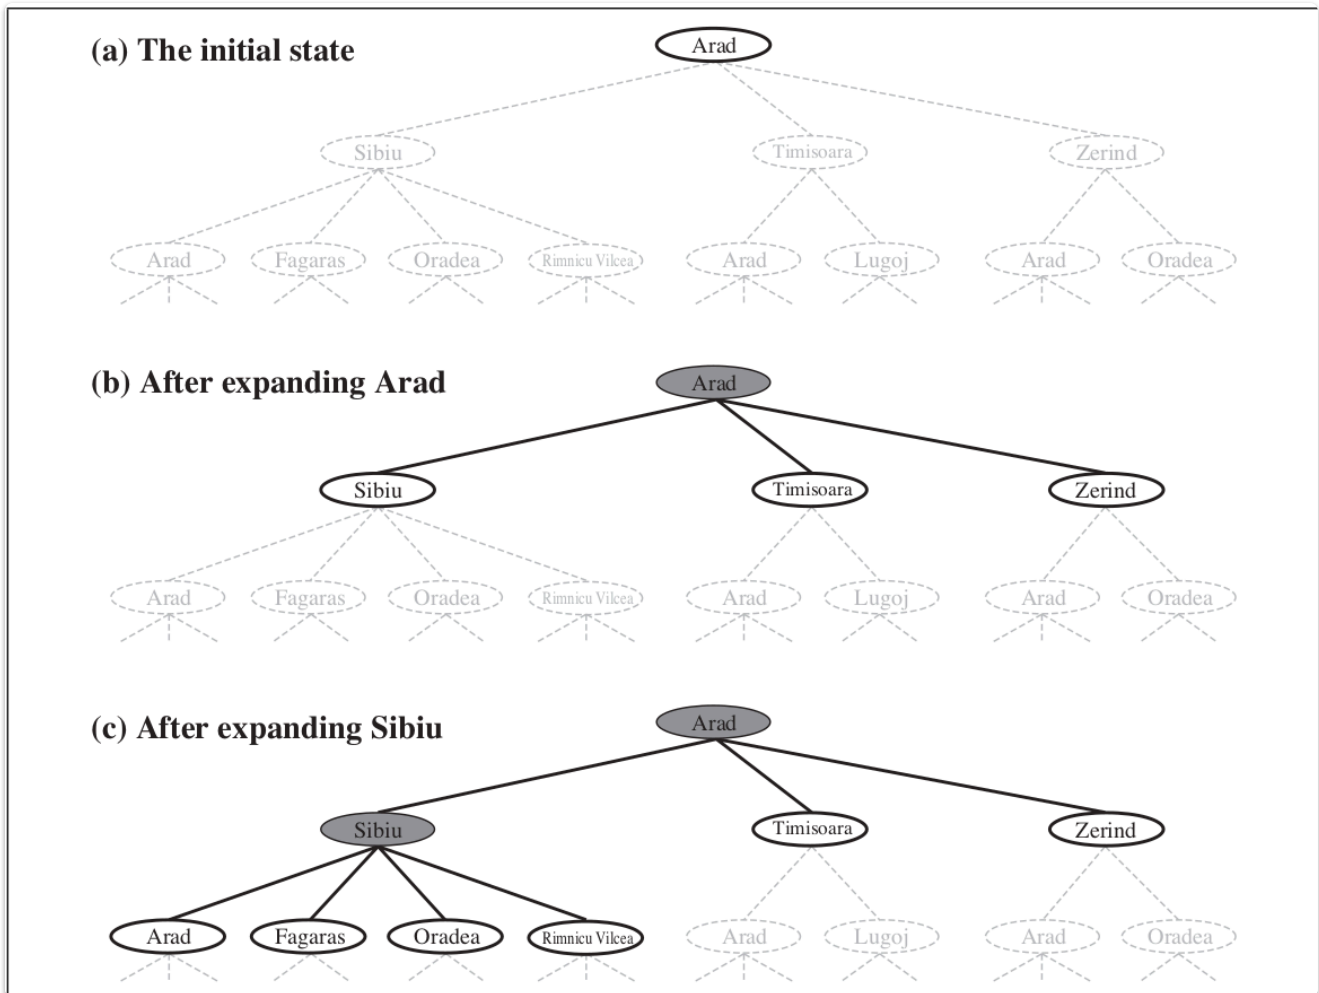 (a) The initial state
Arad
Sibiu Timisoara Zerind
Arad Fagaras Oradea Rimnicu Vilcea Arad Lugoj Arad Oradea
(b) After expanding Arad
Arad
Sibiu Timisoara Zerind
Arad Fagaras Oradea Rimnicu Vilcea Arad Lugoj Arad Oradea
(c) After expanding Sibiu
Arad
Sibiu Timisoara Zerind
Arad Fagaras Oradea Rimnicu Vilcea Arad Lugoj Arad Oradea